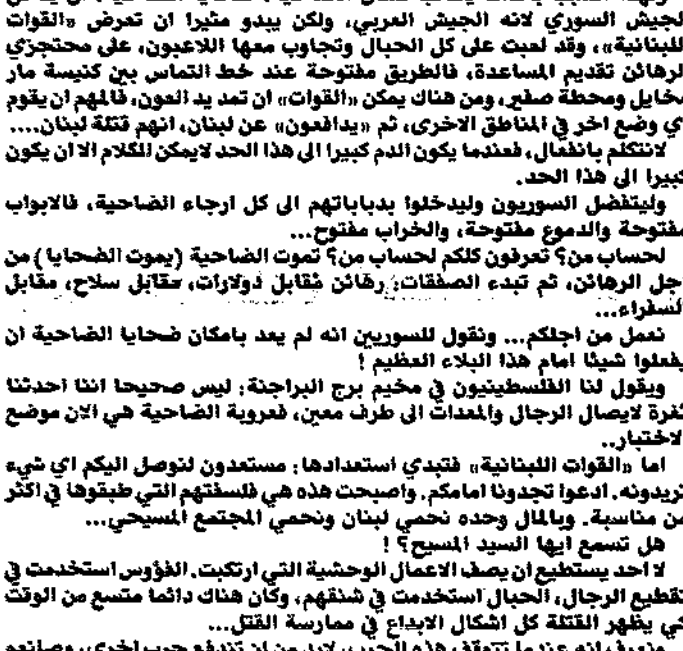 الجيش السوري لانه الجيش العربي، ولكن يبدو مثيرا ان تعرض «القوات
اللبنانية»، وقد لعبت على كل الحبال وتجاوب معها اللاعبون، على محتجزي
الرهائن تقديم المساعدة، فالطريق مفتوحة عند خط التماس بين كنيسة مار
مخايل ومحطة صفير، ومن هناك يمكن «القوات» ان تمد يد العون، فالمهم ان يقوم
اي وضع اخر في المناطق الاخرى، ثم «يدافعون» عن لبنان، انهم قتلة لبنان....
لانتكلم بانفعال، فعندما يكون الدم كبيرا الى هذا الحد لايمكن للكلام الا ان يكون
كبيرا الى هذا الحد.
وليتفضل السوريون وليدخلوا بدباباتهم الى كل ارجاء الضاحية، فالابواب
مفتوحة والدموع مفتوحة، والخراب مفتوح...
لحساب من؟ تعرفون كلكم لحساب من؟ تموت الضاحية (يموت الضحايا) من
اجل الرهائن، ثم تبدء الصفقات: رهائن مقابل دولارات، مقابل سلاح، مقابل
السفراء...
نعمل من اجلكم... ونقول للسوريين انه لم يعد بامكان ضحايا الضاحية ان
يفعلوا شيئا امام هذا البلاء العظيم !
ويقول لنا الفلسطينيون في مخيم برج البراجنة: ليس صحيحا اننا احدثنا
ثغرة لايصال الرجال والمعدات الى طرف معين، فعروبة الضاحية هي الان موضع
الاختبار..
اما «القوات اللبنانية» فتبدي استعدادها: مستعدون لنوصل اليكم اي شيء
تريدونه. ادعوا تجدونا امامكم. واصبحت هذه هي فلسفتهم التي طبقوها في اكثر
من مناسبة. وبالمال وحده نحمي لبنان ونحمي المجتمع المسيحي...
هل تسمع ايها السيد المسيح؟ !
لا احد يستطيع ان يصف الاعمال الوحشية التي ارتكبت. الفؤوس استخدمت في
تقطيع الرجال، الحبال استخدمت في شنقهم، وكان هناك دائما متسع من الوقت
كي يظهر القتلة كل اشكال الابداع في ممارسة القتل...